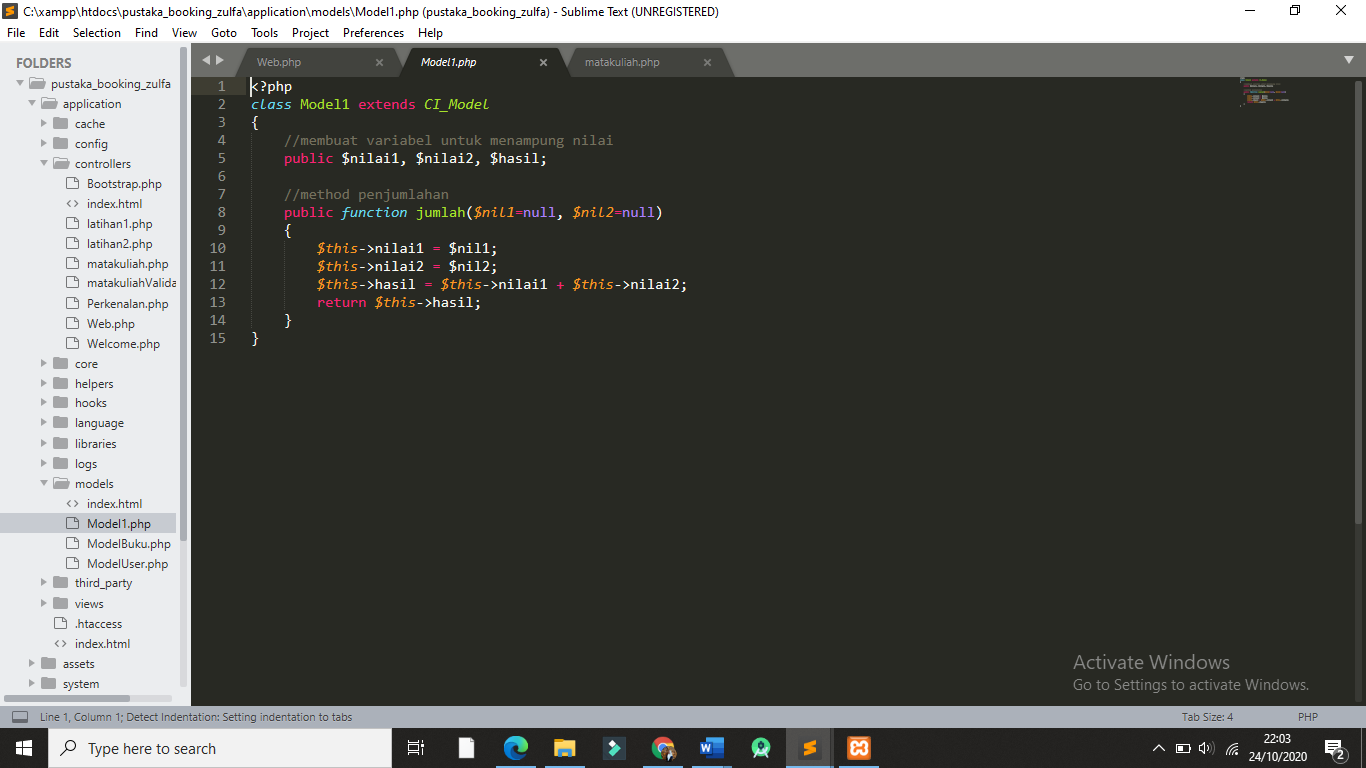 C:\xampp\htdocs\pustaka_booking_zulfa\application\models\Model1.php (pustaka_booking_zulfa) - Sublime Text (UNREGISTERED)
File Edit Selection Find View Goto Tools Project Preferences Help
FOLDERS
pustaka_booking_zulfa
application
cache
config
controllers
Bootstrap.php
<> index.html
latihan1.php
latihan2.php
matakuliah.php
matakuliahValida
Perkenalan.php
Web.php
Welcome.php
core
helpers
hooks
language
libraries
logs
models
<> index.html
Model1.php
ModelBuku.php
ModelUser.php
third_party
views
.htaccess
<> index.html
assets
system
Web.php × Model1.php × matakuliah.php ×
1 <?php
2 class Model1 extends CI_Model
3 {
4 //membuat variabel untuk menampung nilai
5 public $nilai1, $nilai2, $hasil;
6
7 //method penjumlahan
8 public function jumlah($nil1=null, $nil2=null)
9 {
10 $this->nilai1 = $nil1;
11 $this->nilai2 = $nil2;
12 $this->hasil = $this->nilai1 + $this->nilai2;
13 return $this->hasil;
14 }
15 }
Activate Windows
Go to Settings to activate Windows.
Line 1, Column 1; Detect Indentation: Setting indentation to tabs Tab Size: 4 PHP
Type here to search
22:03
24/10/2020
2